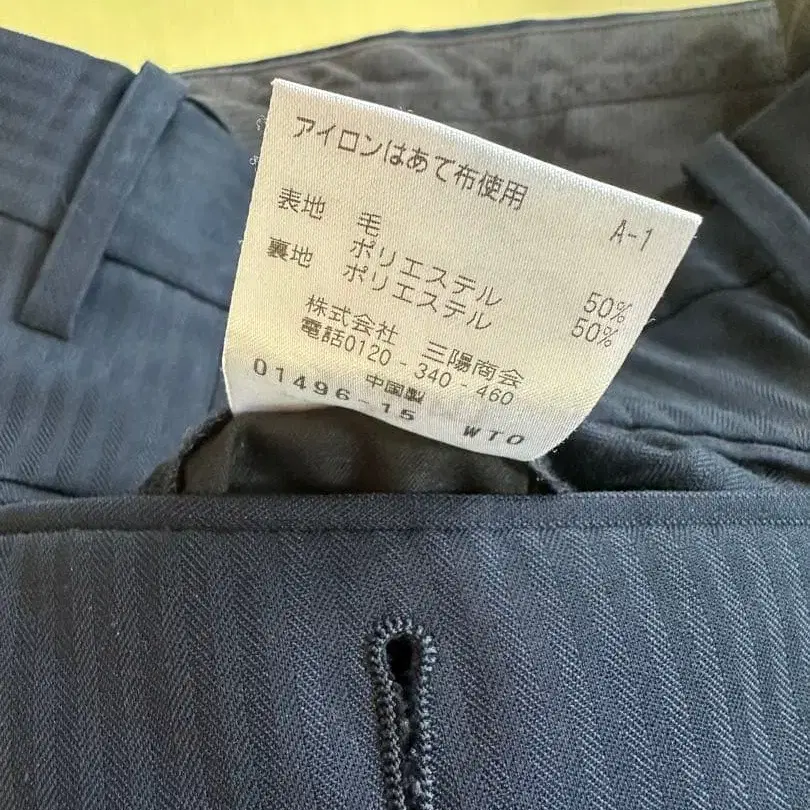 アイロンはあて布使用
A-1
表地 毛 50%
ポリエステル 50%
裏地 ポリエステル
株式会社 三陽商会
電話0120-340-460
中国製
01496-15 WTO